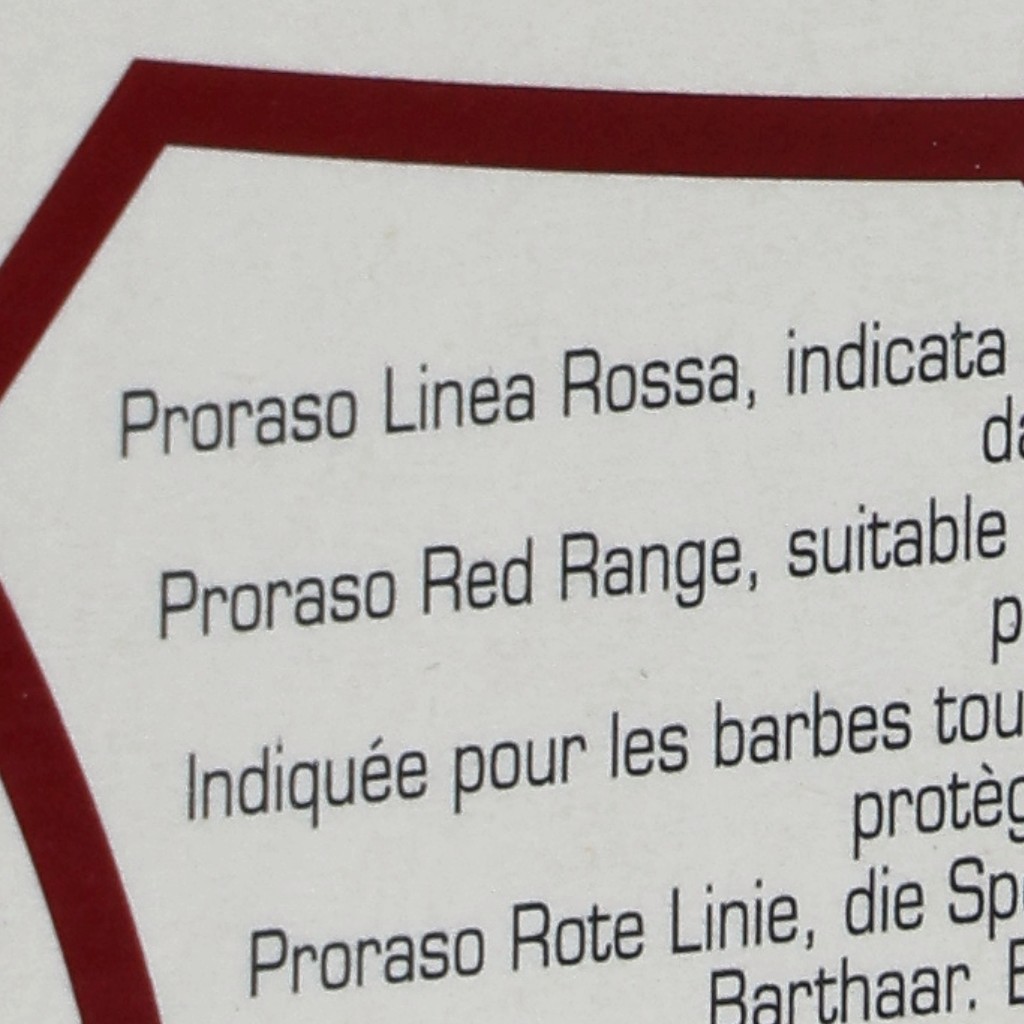 Proraso Linea Rossa, indicata
Proraso Red Range, suitable
Indiquée pour les barbes
Proraso Rote Linie, die
Barthaar.